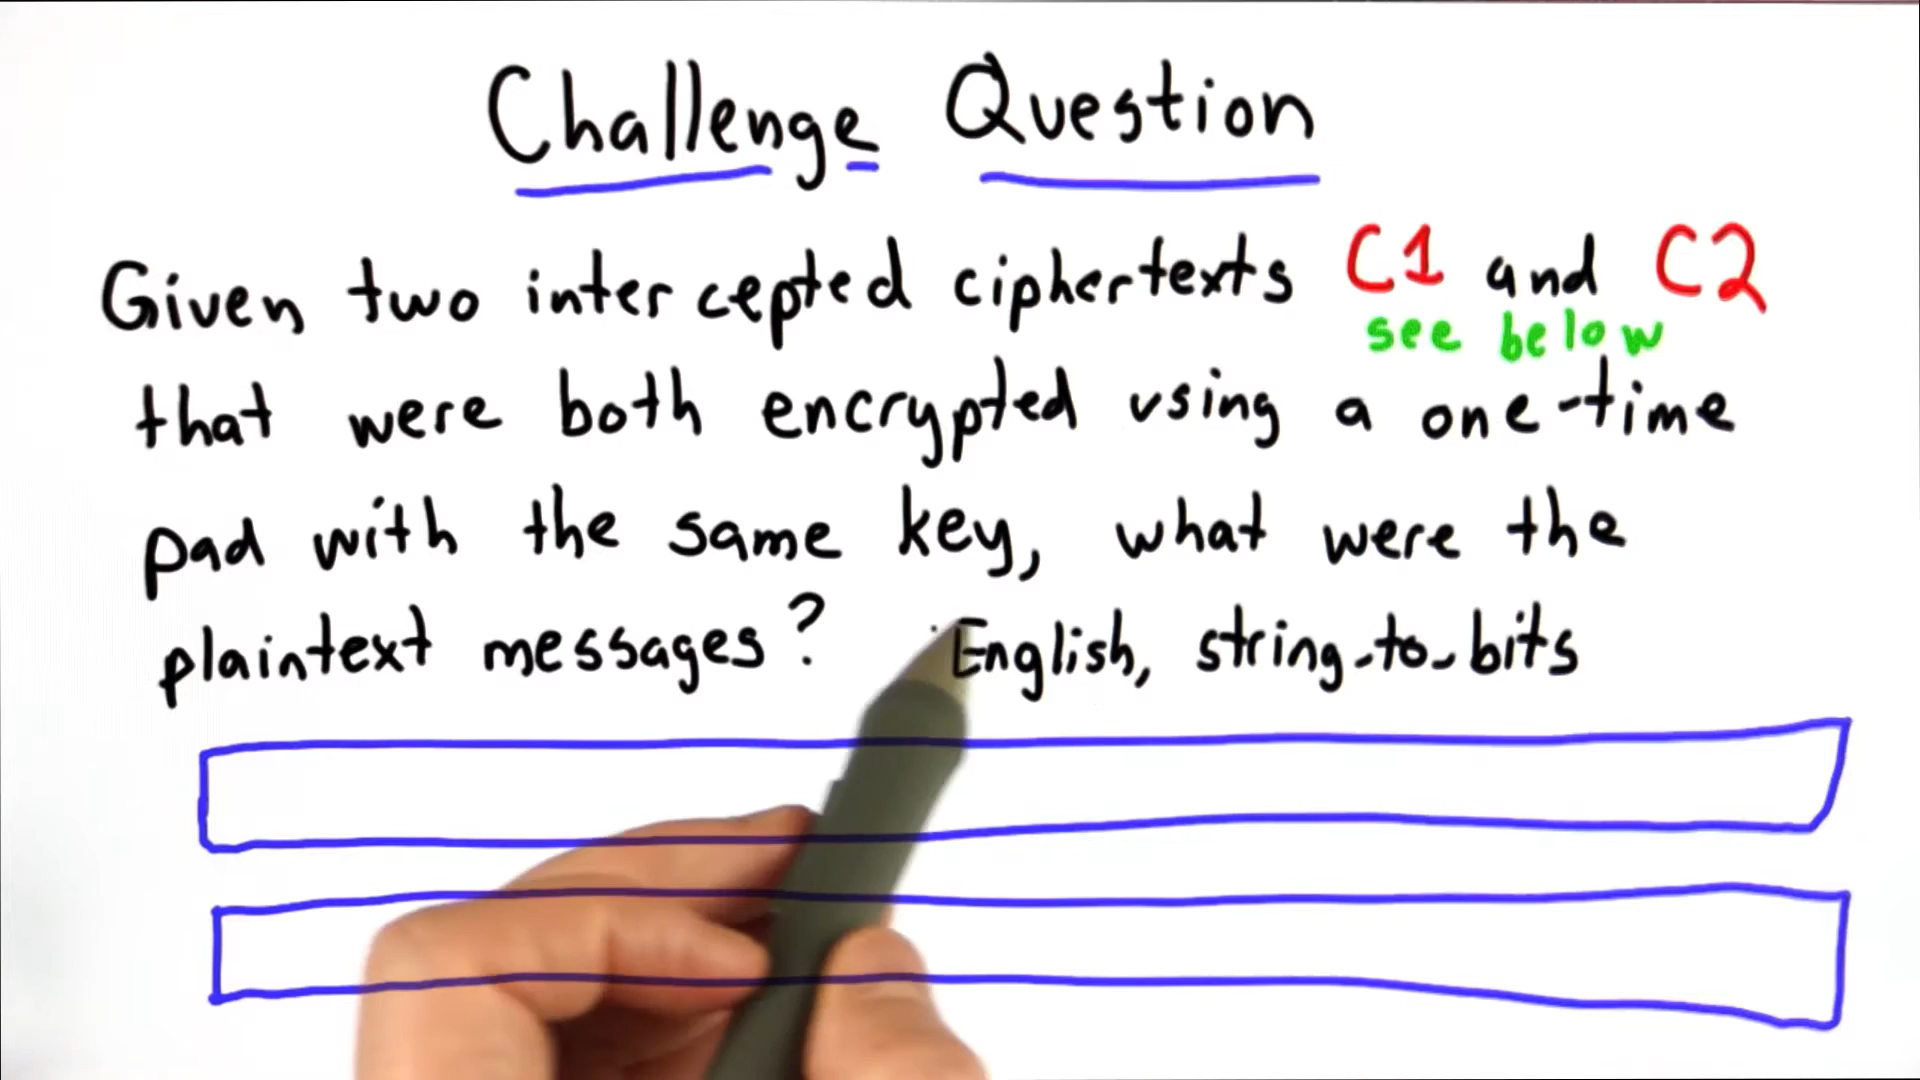 Challenge Question
Given two intercepted ciphertexts C1 and C2
see below
that were both encrypted using a one-time
pad with the same key, what were the
plaintext messages? English, string-to-bits